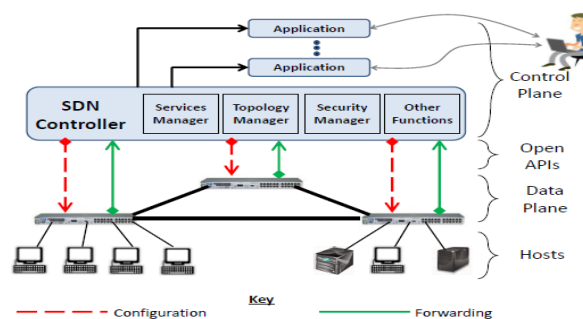 Application
Application
Control
Plane
SDN
Controller
Services
Manager
Topology
Manager
Security
Manager
Other
Functions
Open
APIs
Data
Plane
Hosts
Key
Configuration
Forwarding